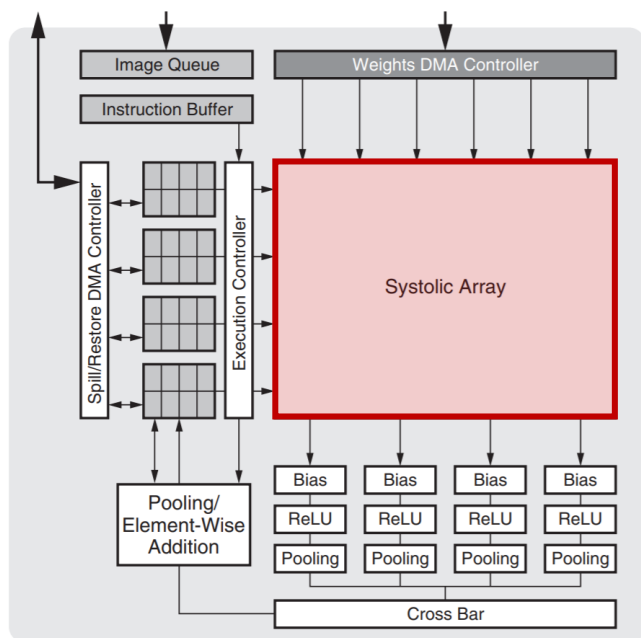 Image Queue
Weights DMA Controller
Instruction Buffer
Spill/Restore DMA Controller
Execution Controller
Systolic Array
Pooling/
Element-Wise
Addition
Bias
Bias
Bias
Bias
ReLU
ReLU
ReLU
ReLU
Pooling
Pooling
Pooling
Pooling
Cross Bar